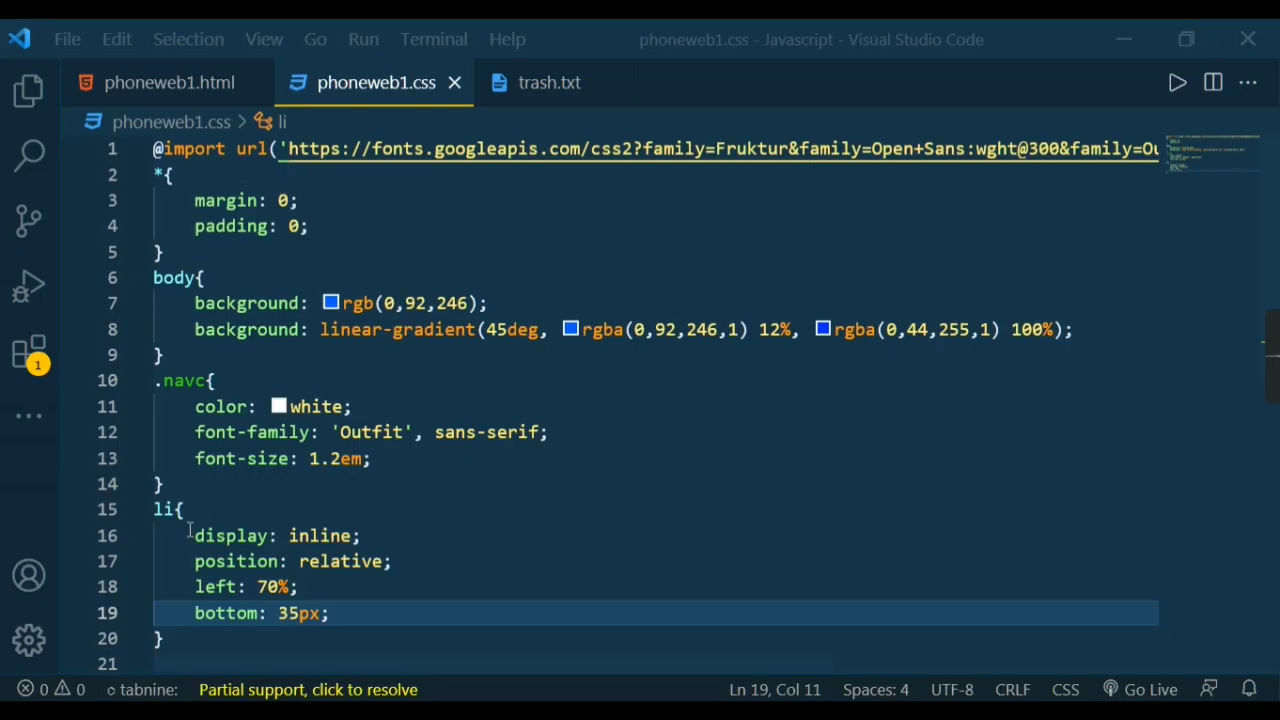 File Edit Selection View Go Run Terminal Help phoneweb1.css - Javascript - Visual Studio Code
phoneweb1.html phoneweb1.css trash.txt
phoneweb1.css > li
1 @import url('https://fonts.googleapis.com/css2?family=Fruktur&family=Open+Sans:wght@300&family=Ou
2 *{
3 margin: 0;
4 padding: 0;
5 }
6 body{
7 background: rgb(0,92,246);
8 background: linear-gradient(45deg, rgba(0,92,246,1) 12%, rgba(0,44,255,1) 100%);
9 }
10 .navc{
11 color: white;
12 font-family: 'Outfit', sans-serif;
13 font-size: 1.2em;
14 }
15 li{
16 display: inline;
17 position: relative;
18 left: 70%;
19 bottom: 35px;
20 }
21
1
0 0 tabnine: Partial support, click to resolve Ln 19, Col 11 Spaces: 4 UTF-8 CRLF CSS Go Live